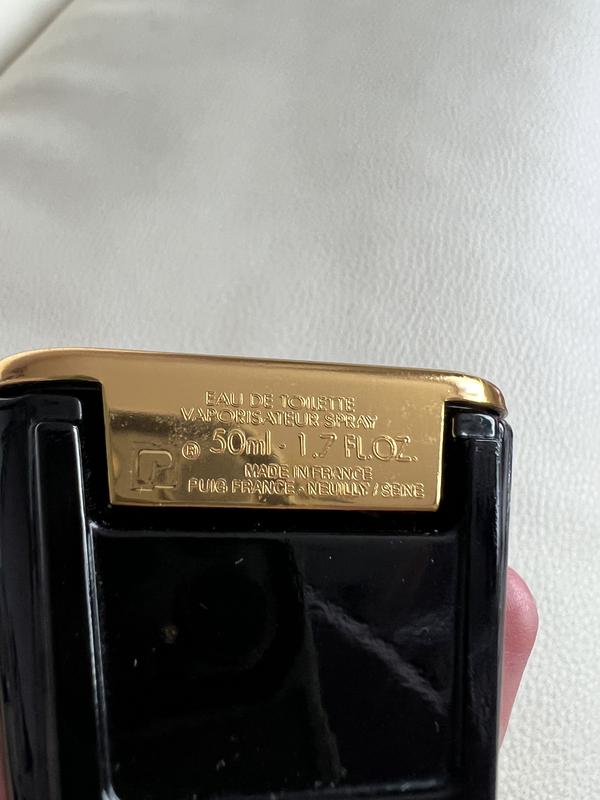 EAU DE TOILETTE
VAPORISATEUR SPRAY
® 50ml - 1.7 FL.OZ.
MADE IN FRANCE
PUIG FRANCE - NEUILLY / SEINE